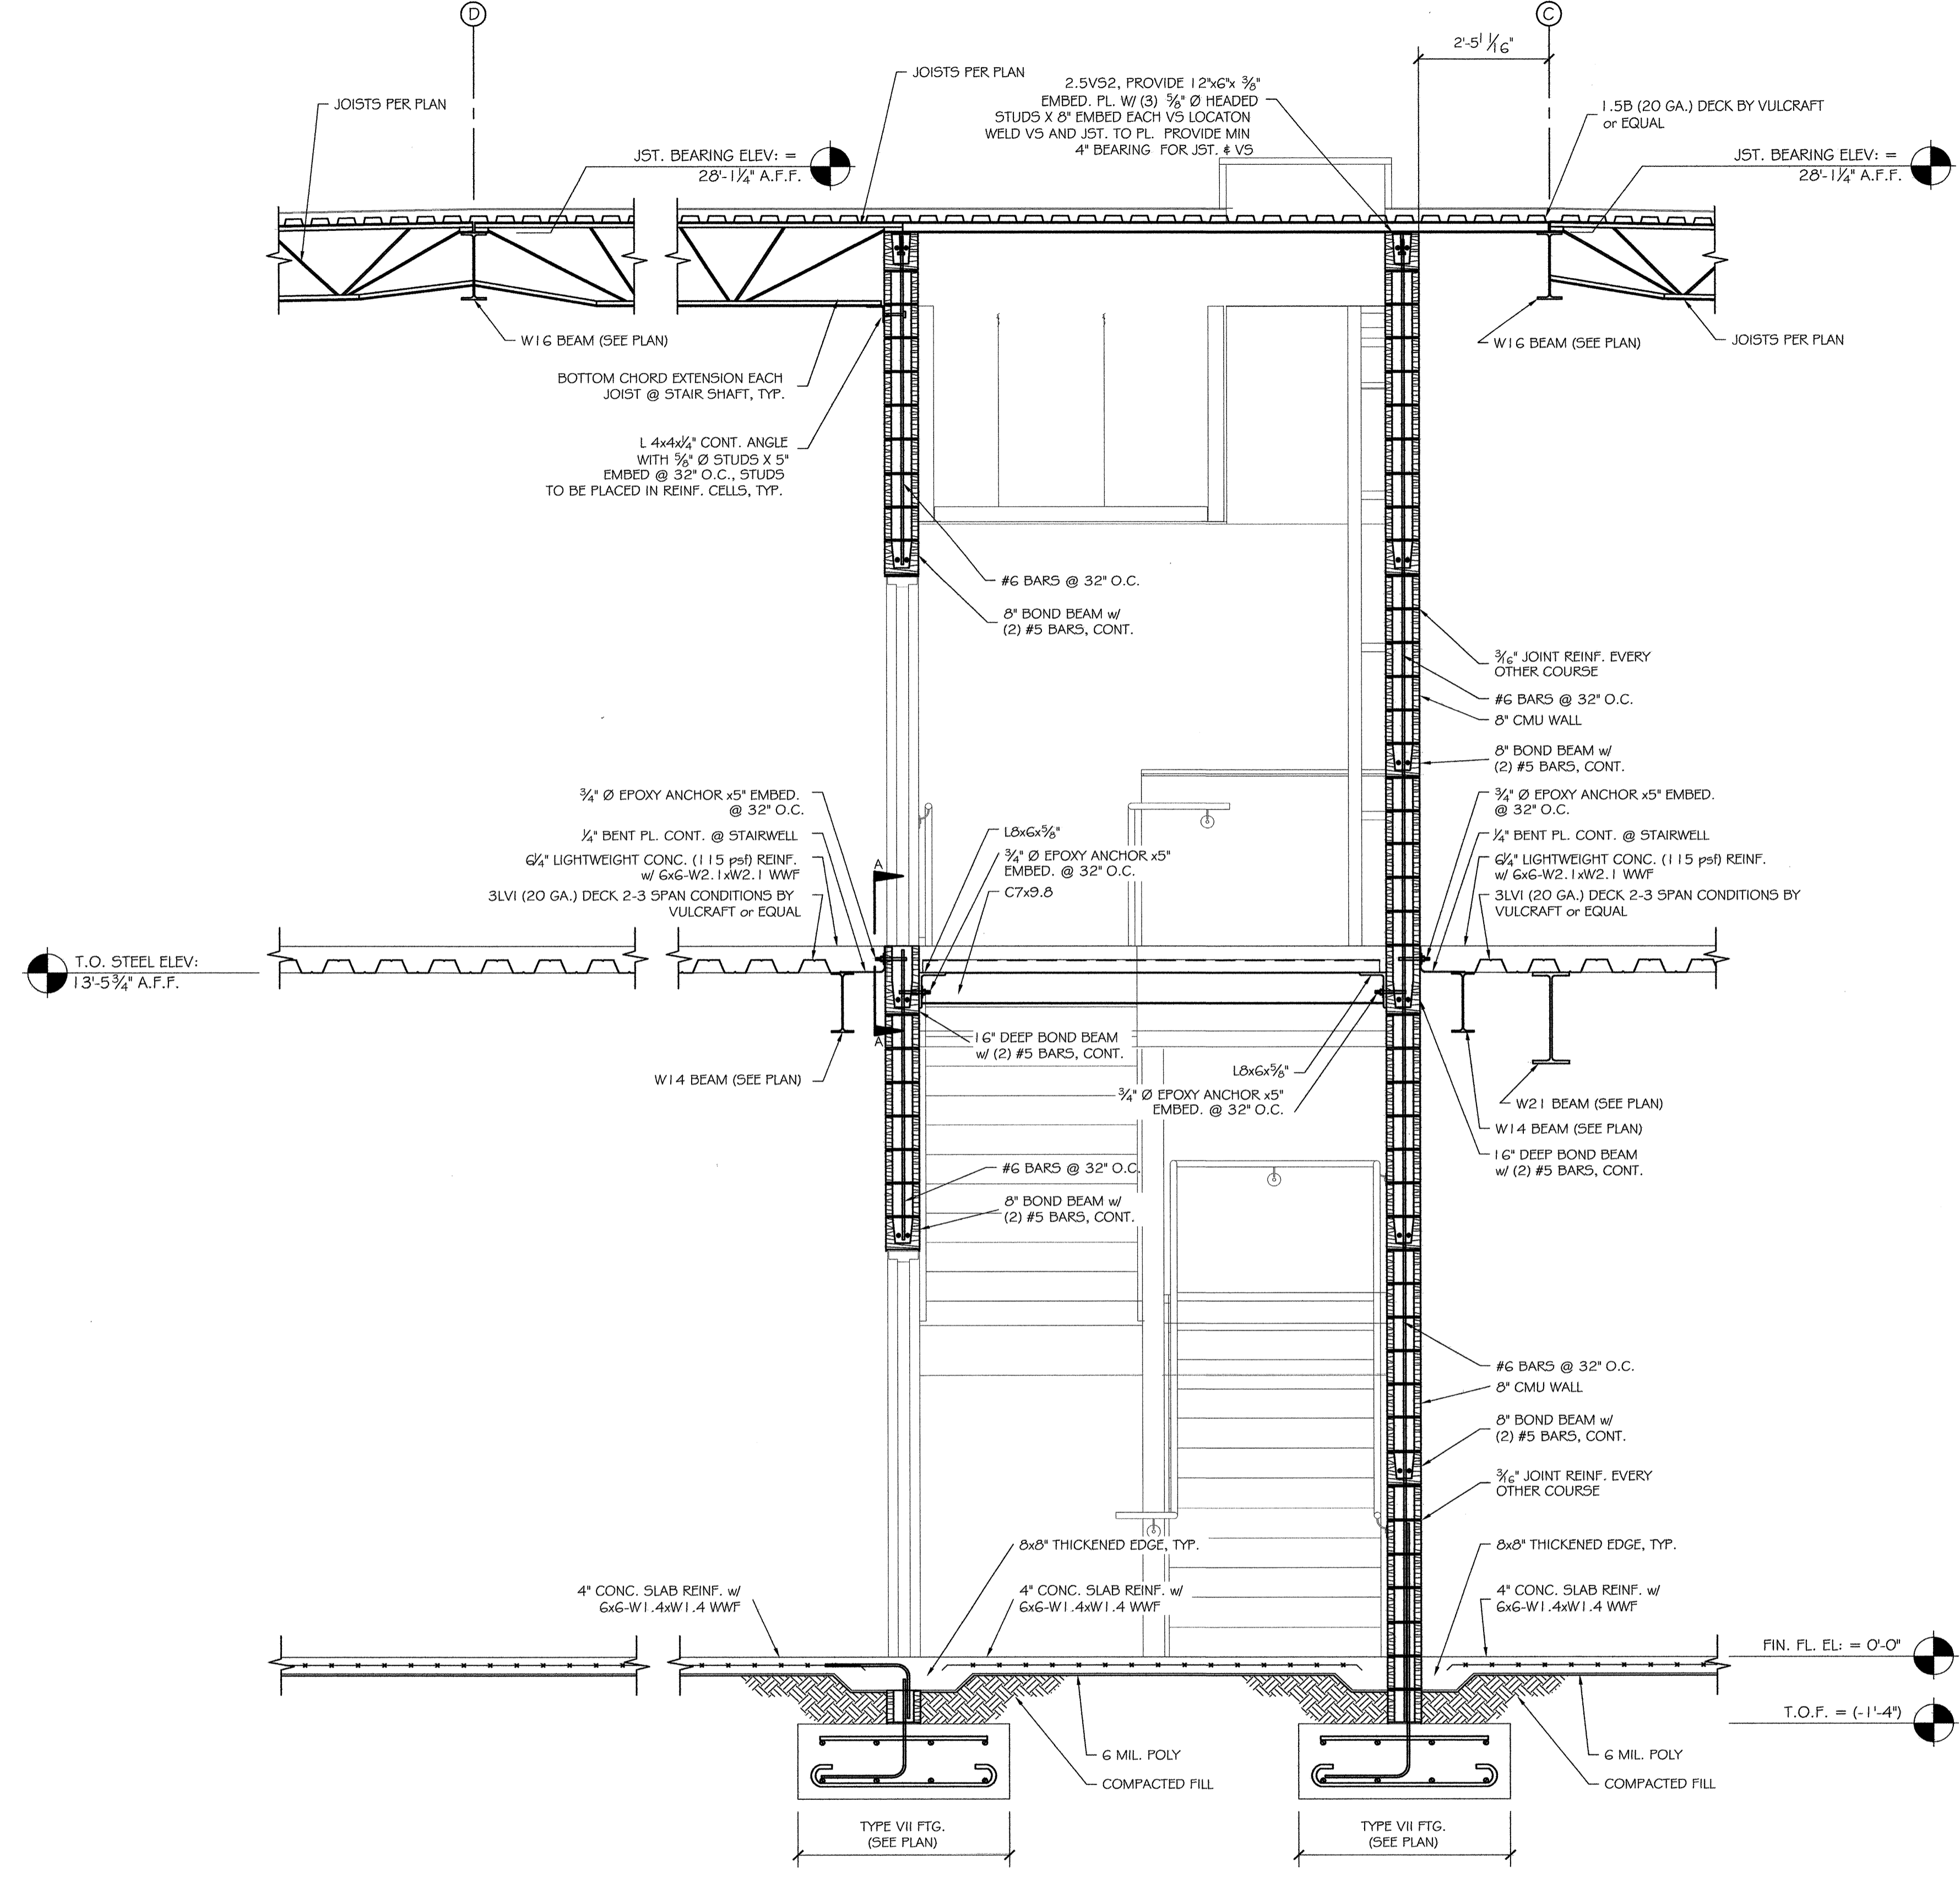 D
C
2'-5 11/16"
JOISTS PER PLAN
JOISTS PER PLAN
2.5VS2, PROVIDE 12"x6"x 3/8"
EMBED. PL. W/ (3) 5/8" Ø HEADED
STUDS X 8" EMBED EACH VS LOCATON
WELD VS AND JST. TO PL. PROVIDE MIN
4" BEARING FOR JST. & VS
1.5B (20 GA.) DECK BY VULCRAFT
or EQUAL
JST. BEARING ELEV: =
28'-1 1/4" A.F.F.
JST. BEARING ELEV: =
28'-1 1/4" A.F.F.
W16 BEAM (SEE PLAN)
W16 BEAM (SEE PLAN)
JOISTS PER PLAN
BOTTOM CHORD EXTENSION EACH
JOIST @ STAIR SHAFT, TYP.
L 4x4x1/4" CONT. ANGLE
WITH 5/8" Ø STUDS X 5"
EMBED @ 32" O.C., STUDS
TO BE PLACED IN REINF. CELLS, TYP.
#6 BARS @ 32" O.C.
8" BOND BEAM w/
(2) #5 BARS, CONT.
3/16" JOINT REINF. EVERY
OTHER COURSE
#6 BARS @ 32" O.C.
8" CMU WALL
8" BOND BEAM w/
(2) #5 BARS, CONT.
3/4" Ø EPOXY ANCHOR x5" EMBED.
@ 32" O.C.
1/4" BENT PL. CONT. @ STAIRWELL
6 1/4" LIGHTWEIGHT CONC. (115 psf) REINF.
w/ 6x6-W2.1xW2.1 WWF
3LVI (20 GA.) DECK 2-3 SPAN CONDITIONS BY
VULCRAFT or EQUAL
A
L8x6x5/8"
3/4" Ø EPOXY ANCHOR x5"
EMBED. @ 32" O.C.
C7x9.8
3/4" Ø EPOXY ANCHOR x5" EMBED.
@ 32" O.C.
1/4" BENT PL. CONT. @ STAIRWELL
6 1/4" LIGHTWEIGHT CONC. (115 psf) REINF.
w/ 6x6-W2.1xW2.1 WWF
3LVI (20 GA.) DECK 2-3 SPAN CONDITIONS BY
VULCRAFT or EQUAL
T.O. STEEL ELEV:
13'-5 3/4" A.F.F.
A
16" DEEP BOND BEAM
w/ (2) #5 BARS, CONT.
W14 BEAM (SEE PLAN)
L8x6x5/8"
3/4" Ø EPOXY ANCHOR x5"
EMBED. @ 32" O.C.
W21 BEAM (SEE PLAN)
W14 BEAM (SEE PLAN)
16" DEEP BOND BEAM
w/ (2) #5 BARS, CONT.
#6 BARS @ 32" O.C.
8" BOND BEAM w/
(2) #5 BARS, CONT.
#6 BARS @ 32" O.C.
8" CMU WALL
8" BOND BEAM w/
(2) #5 BARS, CONT.
3/16" JOINT REINF. EVERY
OTHER COURSE
8x8" THICKENED EDGE, TYP.
8x8" THICKENED EDGE, TYP.
4" CONC. SLAB REINF. w/
6x6-W1.4xW1.4 WWF
4" CONC. SLAB REINF. w/
6x6-W1.4xW1.4 WWF
4" CONC. SLAB REINF. w/
6x6-W1.4xW1.4 WWF
FIN. FL. EL: = 0'-0"
T.O.F. = (-1'-4")
6 MIL. POLY
COMPACTED FILL
6 MIL. POLY
COMPACTED FILL
TYPE VII FTG.
(SEE PLAN)
TYPE VII FTG.
(SEE PLAN)